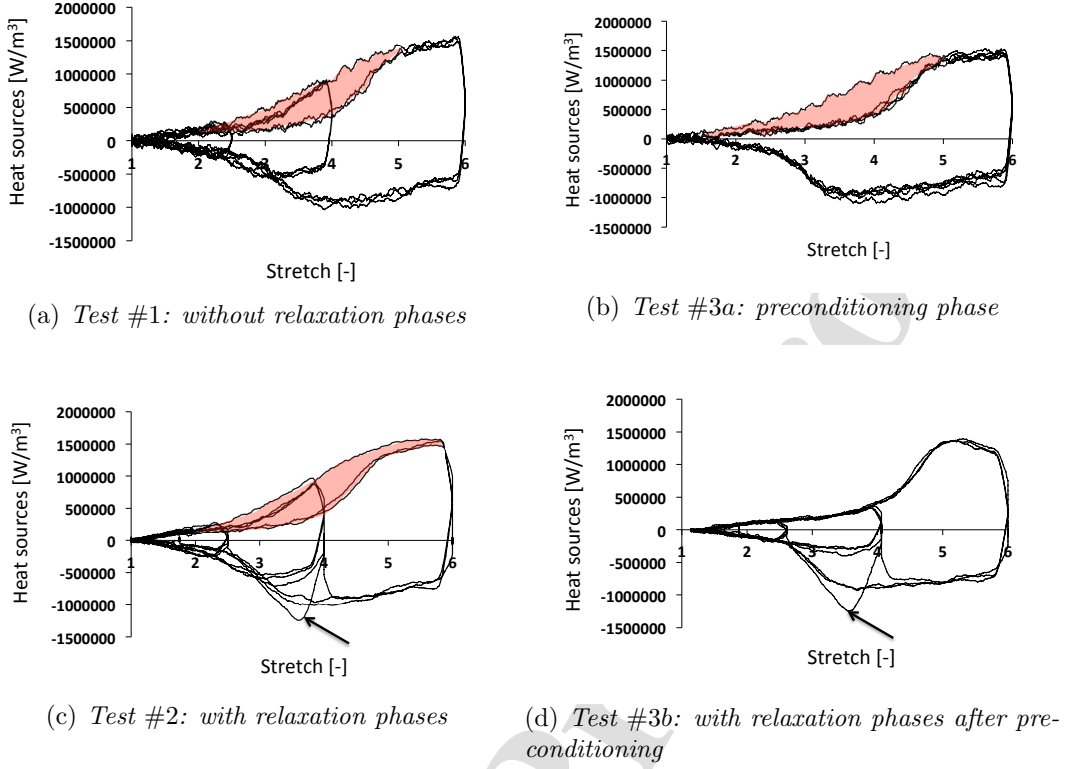 2000000
1500000
1000000
500000
0
-500000
-1000000
-1500000
Heat sources [W/m³]
1 2 3 4 5 6
Stretch [-]
(a) Test #1: without relaxation phases
2000000
1500000
1000000
500000
0
-500000
-1000000
-1500000
Heat sources [W/m³]
1 2 3 4 5 6
Stretch [-]
(b) Test #3a: preconditioning phase
2000000
1500000
1000000
500000
0
-500000
-1000000
-1500000
Heat sources [W/m³]
1 2 3 4 5 6
Stretch [-]
(c) Test #2: with relaxation phases
2000000
1500000
1000000
500000
0
-500000
-1000000
-1500000
Heat sources [W/m³]
1 2 3 4 5 6
Stretch [-]
(d) Test #3b: with relaxation phases after pre-
conditioning